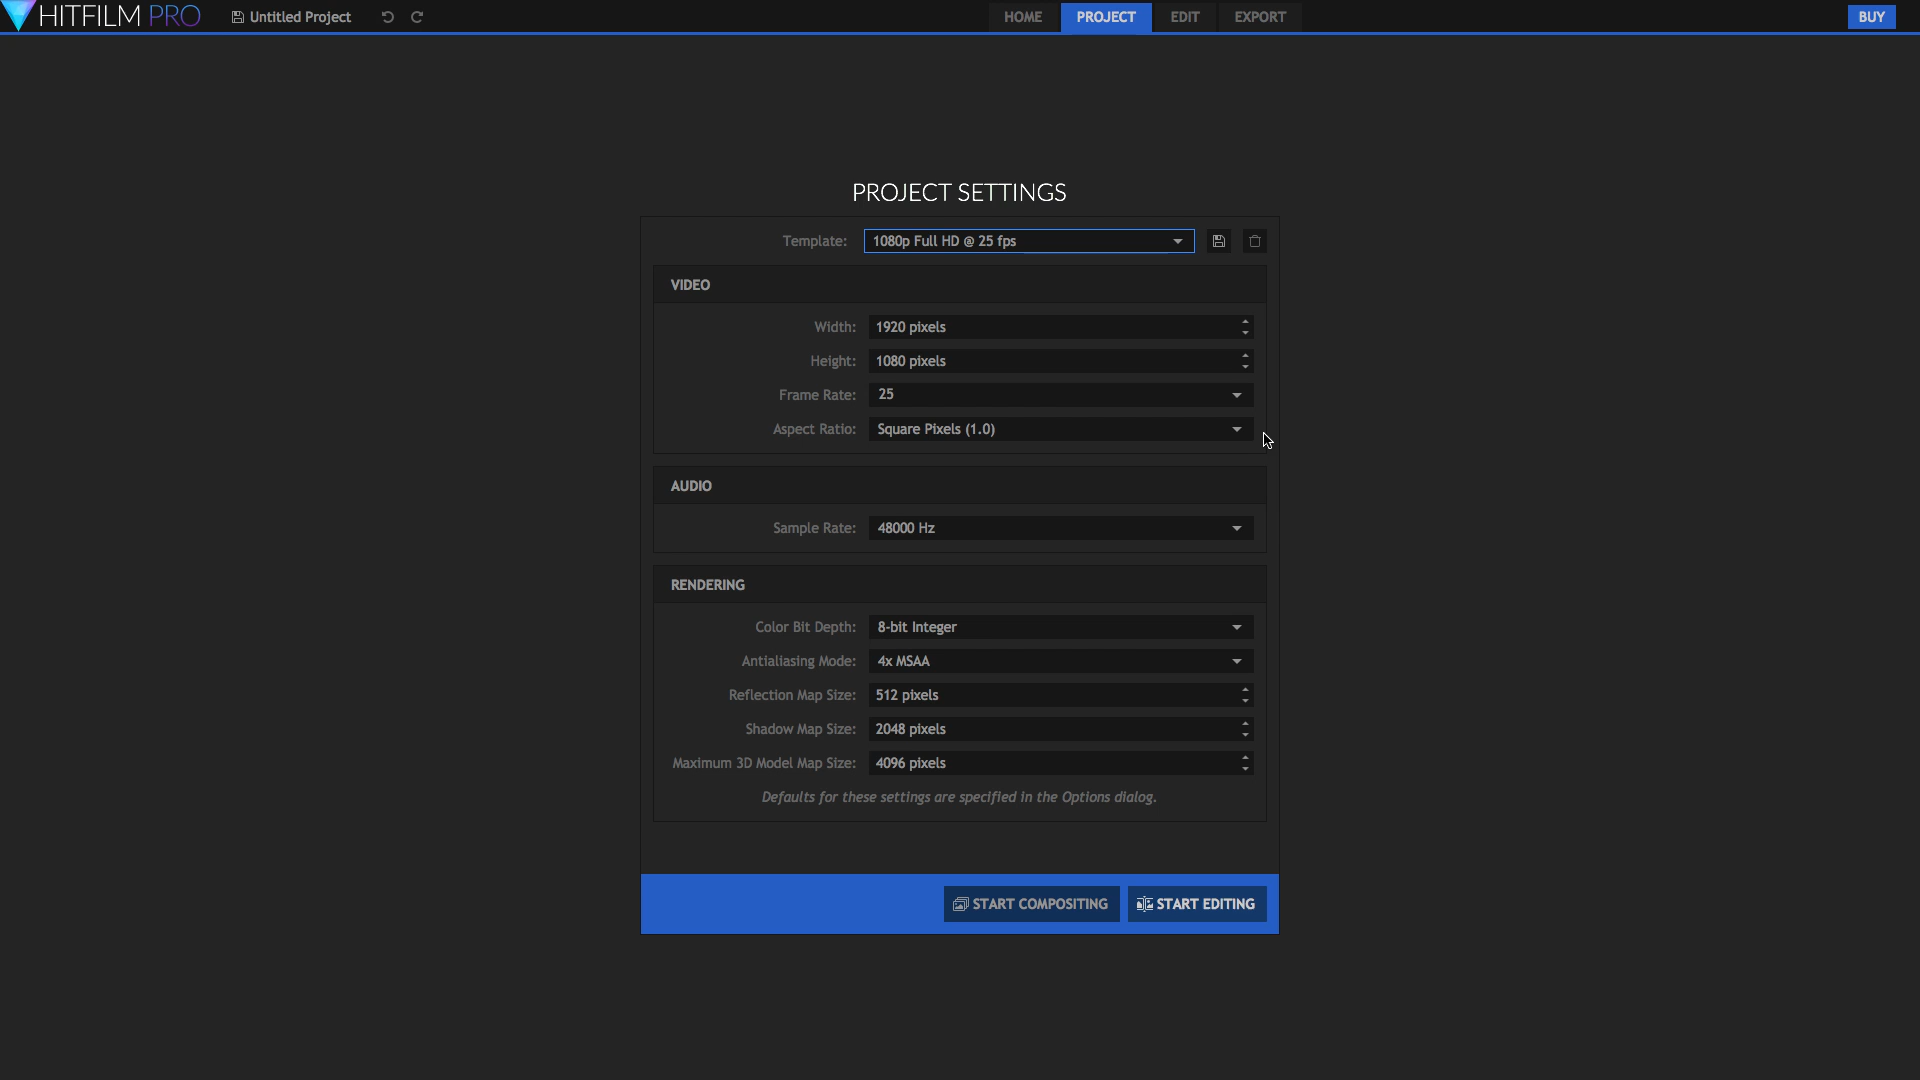 HITFILM PRO Untitled Project HOME PROJECT EDIT EXPORT BUY
PROJECT SETTINGS
Template: 1080p Full HD @ 25 fps
VIDEO
Width: 1920 pixels
Height: 1080 pixels
Frame Rate: 25
Aspect Ratio: Square Pixels (1.0)
AUDIO
Sample Rate: 48000 Hz
RENDERING
Color Bit Depth: 8-bit Integer
Antialiasing Mode: 4x MSAA
Reflection Map Size: 512 pixels
Shadow Map Size: 2048 pixels
Maximum 3D Model Map Size: 4096 pixels
Defaults for these settings are specified in the Options dialog.
START COMPOSITING START EDITING